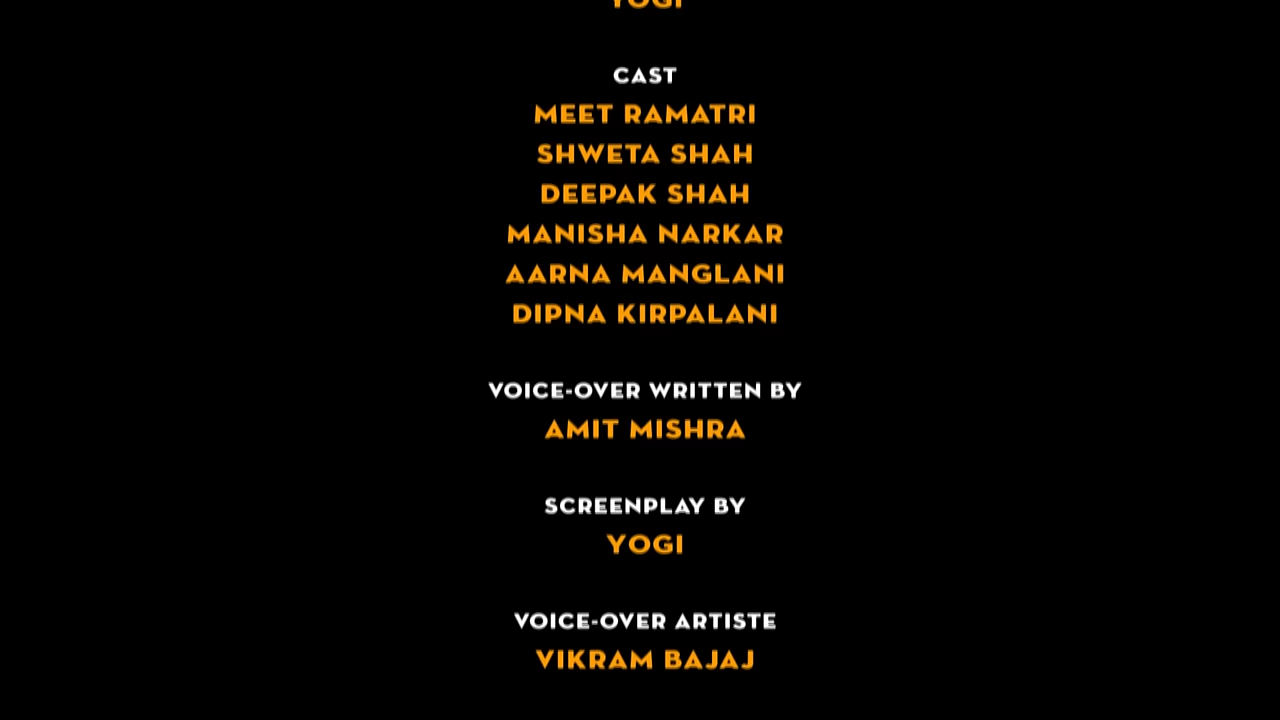 YOGI
CAST
MEET RAMATRI
SHWETA SHAH
DEEPAK SHAH
MANISHA NARKAR
AARNA MANGLANI
DIPNA KIRPALANI
VOICE-OVER WRITTEN BY
AMIT MISHRA
SCREENPLAY BY
YOGI
VOICE-OVER ARTISTE
VIKRAM BAJAJ